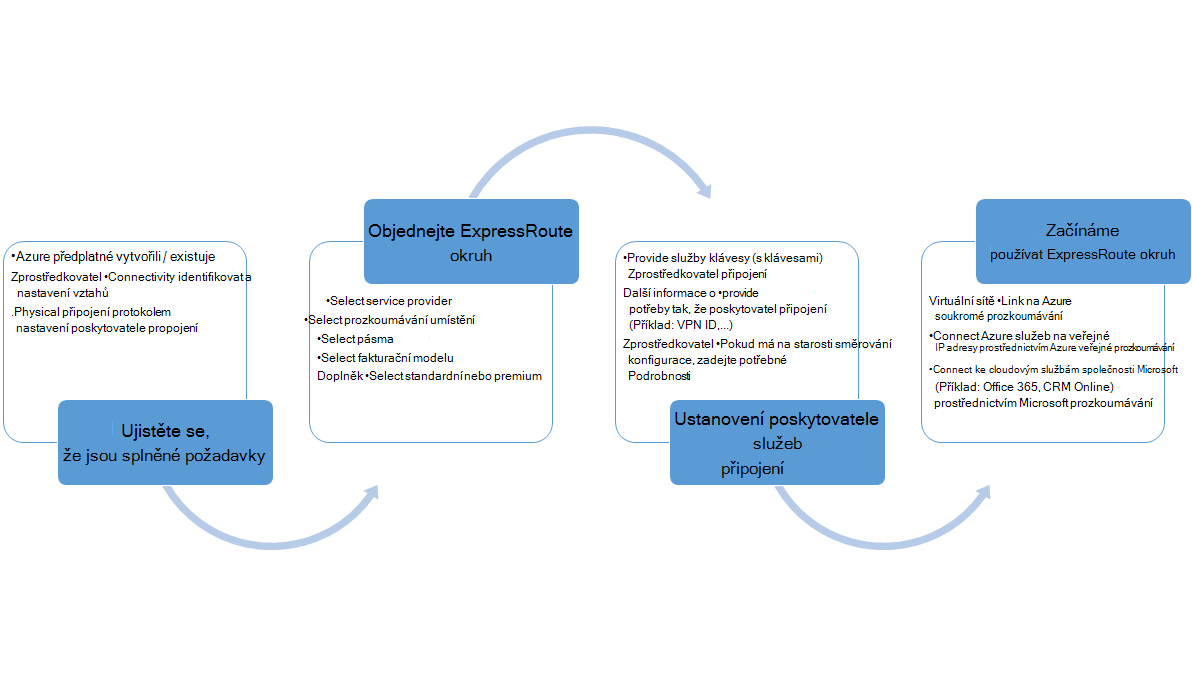 •Azure předplatné vytvořili / existuje
Zprostředkovatel •Connectivity identifikovat a
nastavení vztahů
.Physical připojení protokolem
nastavení poskytovatele propojení
Ujistěte se,
že jsou splněné požadavky
Objednejte ExpressRoute
okruh
•Select service provider
•Select prozkoumávání umístění
•Select pásma
•Select fakturační modelu
Doplněk •Select standardní nebo premium
•Provide služby klávesy (s klávesami)
Zprostředkovatel připojení
Další informace o •provide
potřeby tak, že poskytovatel připojení
(Příklad: VPN ID,...)
Zprostředkovatel •Pokud má na starosti směrování
konfigurace, zadejte potřebné
Podrobnosti
Ustanovení poskytovatele
služeb
připojení
Začínáme
používat ExpressRoute okruh
Virtuální sítě •Link na Azure
soukromé prozkoumávání
•Connect Azure služeb na veřejné
IP adresy prostřednictvím Azure veřejné prozkoumávání
•Connect ke cloudovým službám společnosti Microsoft
(Příklad: Office 365, CRM Online)
prostřednictvím Microsoft prozkoumávání